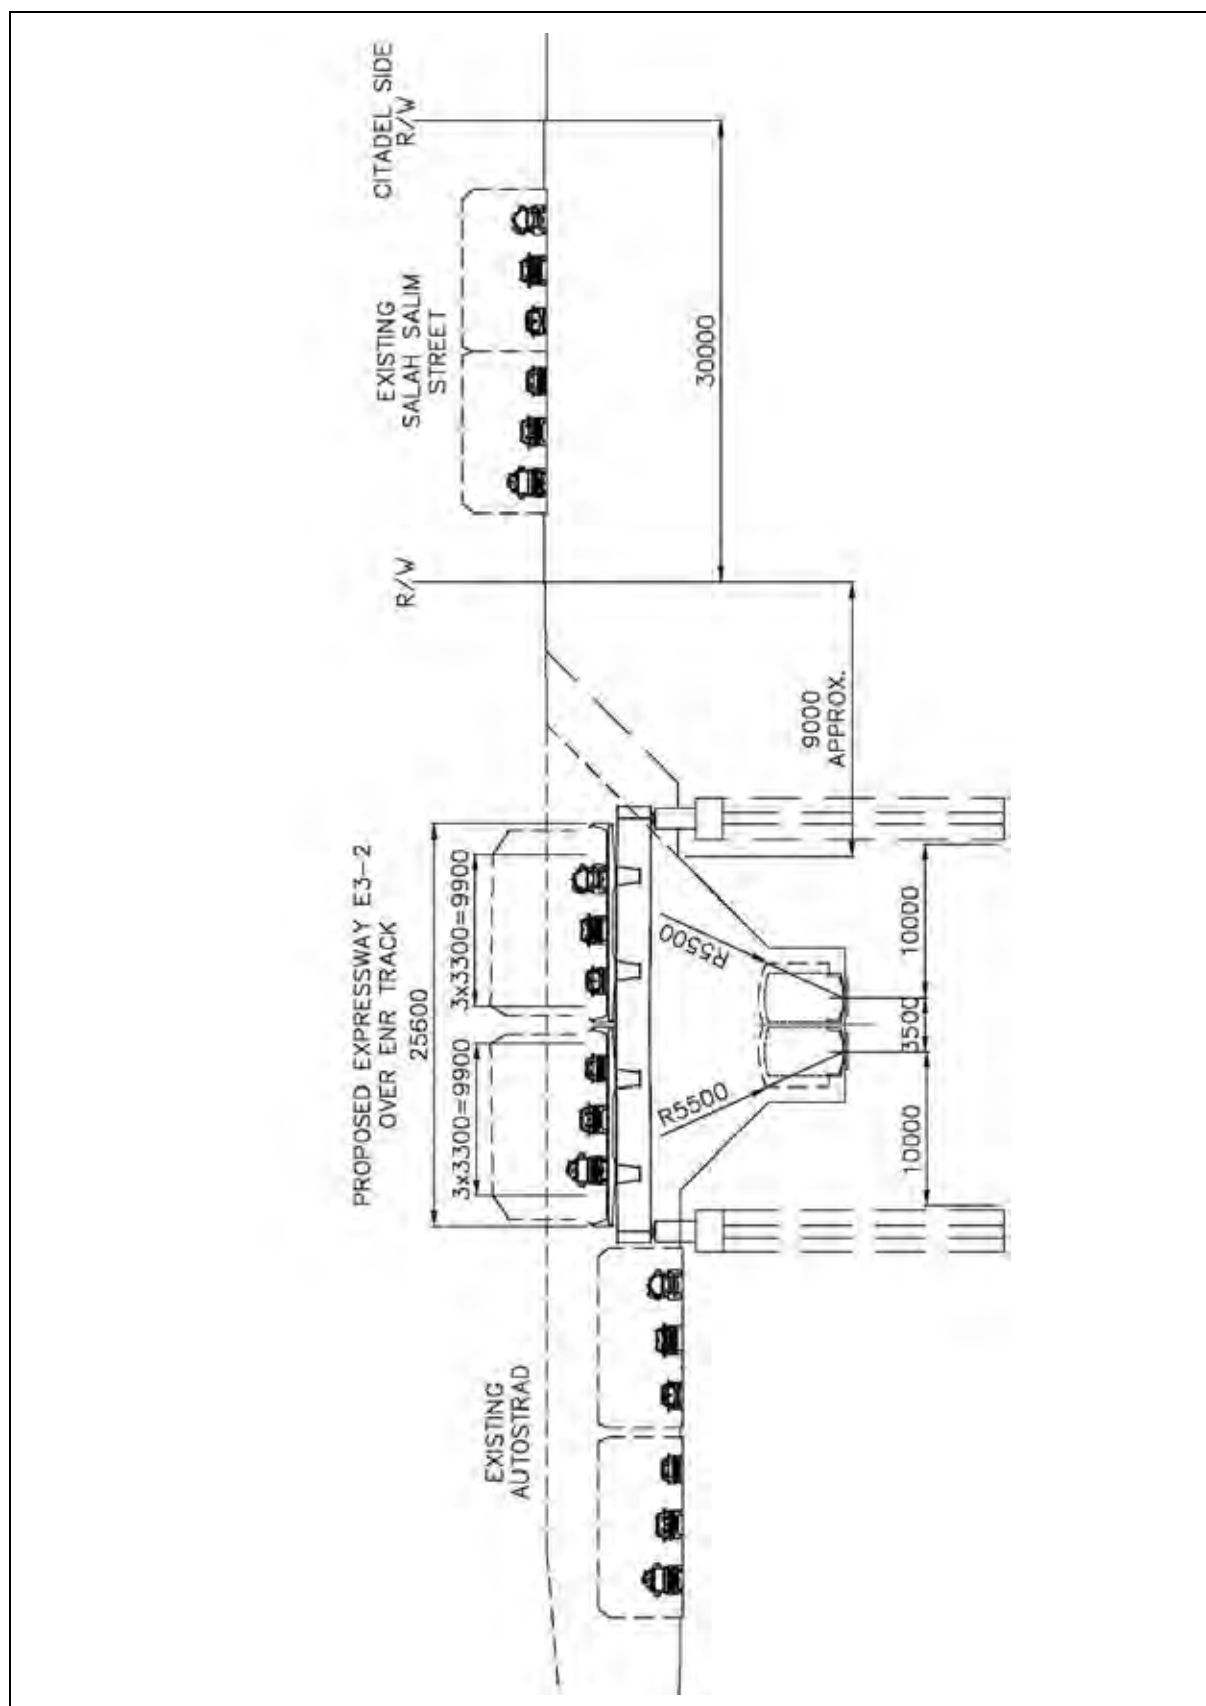 CITADEL SIDE
R/W
EXISTING
SALAH SALIM
STREET
30000
R/W
9000
APPROX.
PROPOSED EXPRESSWAY E3-2
OVER ENR TRACK
25600
3x3300=9900
3x3300=9900
R5500
R5500
10000
3500
10000
EXISTING
AUTOSTRAD